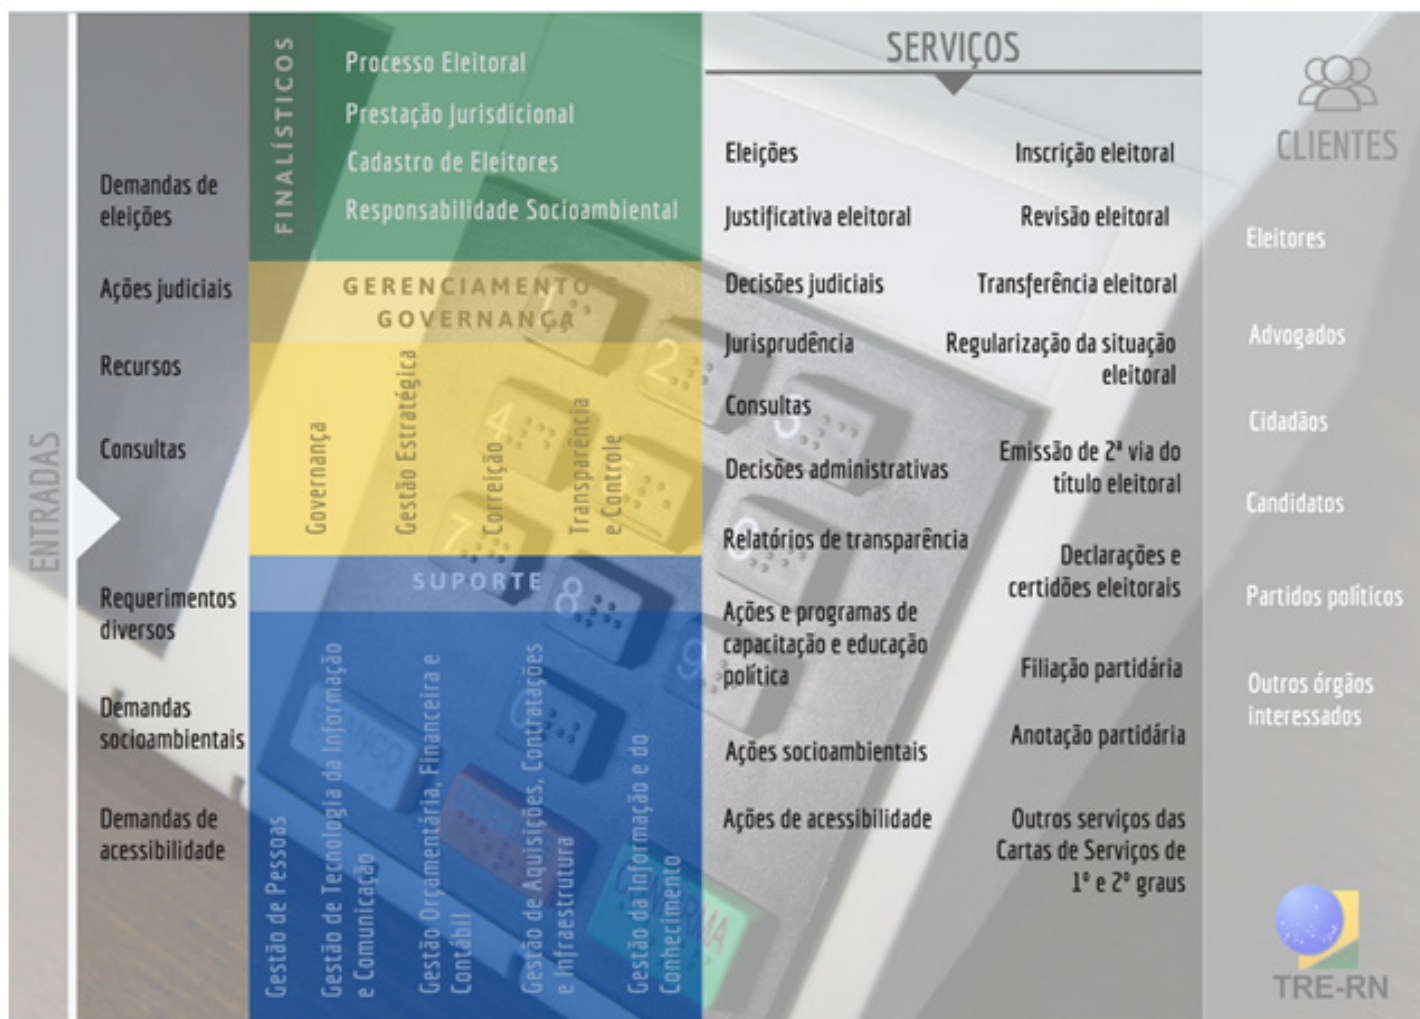 ENTRADAS
Demandas de
eleições
Ações judiciais
Recursos
Consultas
Requerimentos
diversos
Demandas
socioambientais
Demandas de
acessibilidade
FINALÍSTICOS
Processo Eleitoral
Prestação Jurisdicional
Cadastro de Eleitores
Responsabilidade Socioambiental
GERENCIAMENTO E
GOVERNANÇA
Governança
Gestão Estratégica
Correição
Transparência
e Controle
SUPORTE
Gestão de Pessoas
Gestão de Tecnologia da Informação
e Comunicação
Gestão Orçamentária, Financeira e
Contábil
Gestão de Aquisições, Contratações
e Infraestrutura
Gestão da Informação e do
Conhecimento
SERVIÇOS
Eleições
Justificativa eleitoral
Decisões judiciais
Jurisprudência
Consultas
Decisões administrativas
Relatórios de transparência
Ações e programas de
capacitação e educação
política
Ações socioambientais
Ações de acessibilidade
Inscrição eleitoral
Revisão eleitoral
Transferência eleitoral
Regularização da situação
eleitoral
Emissão de 2ª via do
título eleitoral
Declarações e
certidões eleitorais
Filiação partidária
Anotação partidária
Outros serviços das
Cartas de Serviços de
1º e 2º graus
CLIENTES
Eleitores
Advogados
Cidadãos
Candidatos
Partidos políticos
Outros órgãos
interessados
TRE-RN